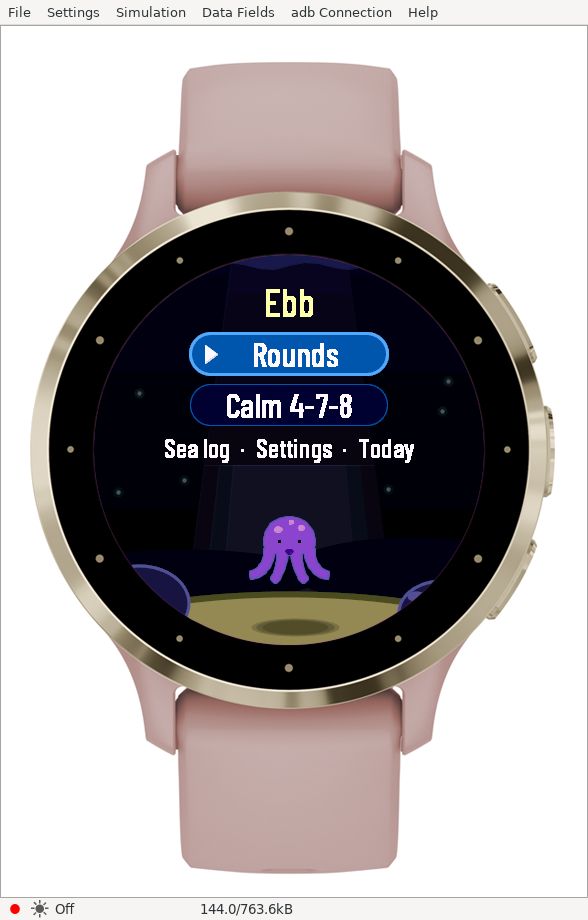 File Settings Simulation Data Fields adb Connection Help
Ebb
Rounds
Calm 4-7-8
Sea log · Settings · Today
Off 144.0/763.6kB